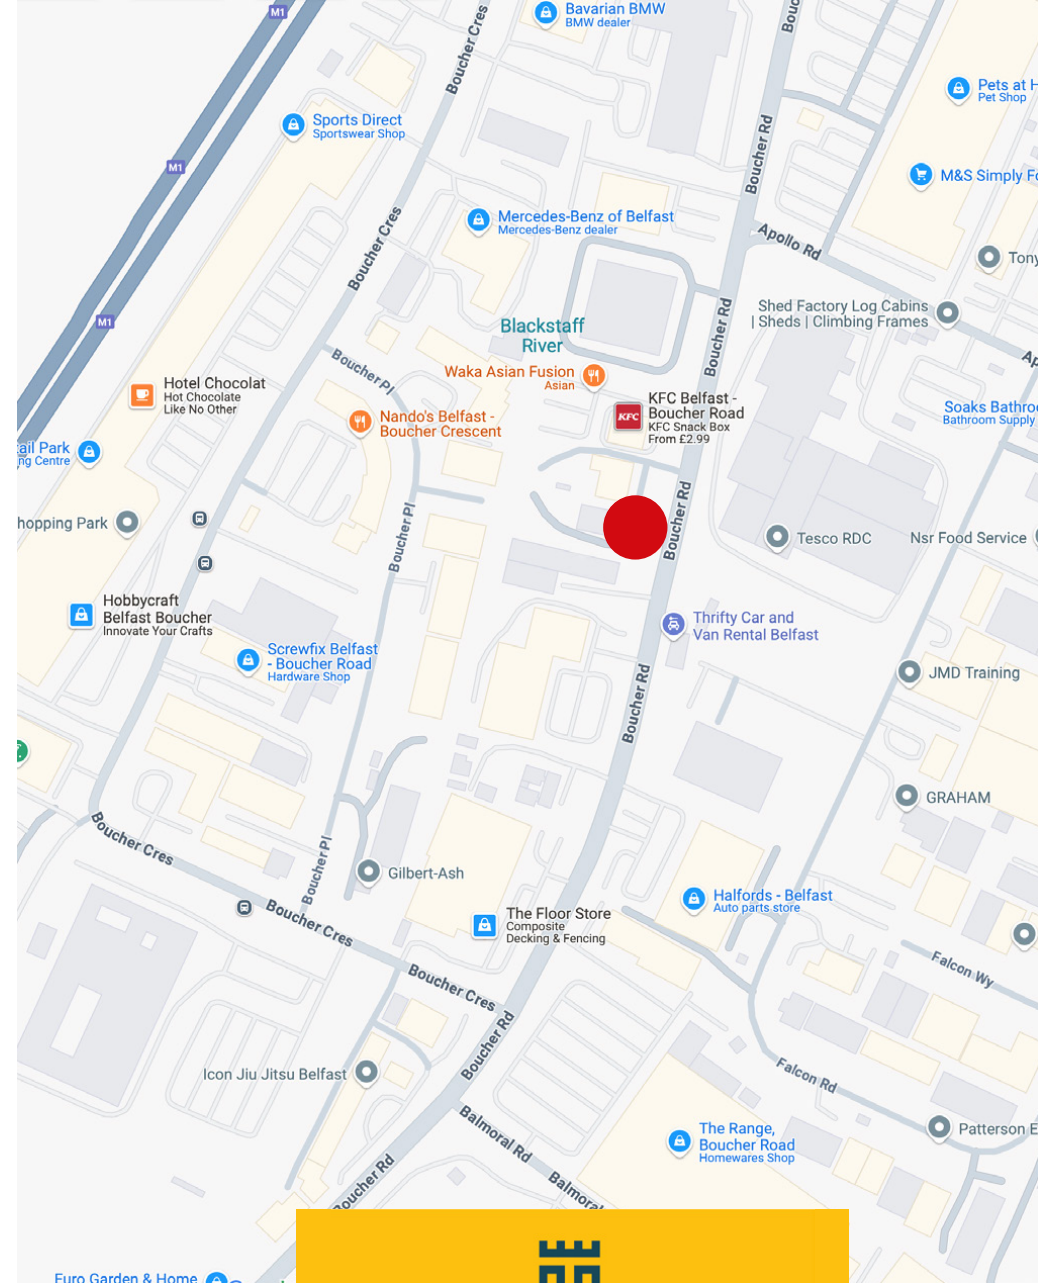 M1
Bavarian BMW
BMW dealer
Boucher Cres
Pets at H
Pet Shop
Sports Direct
Sportswear Shop
Boucher Rd
M1
M&S Simply Fo
Mercedes-Benz of Belfast
Mercedes-Benz dealer
Boucher Cres
Apollo Rd
Tony
Shed Factory Log Cabins
| Sheds | Climbing Frames
M1
Blackstaff
River
Boucher Rd
Boucher Pl
Waka Asian Fusion
Asian
Hotel Chocolat
Hot Chocolate
Like No Other
KFC
KFC Belfast -
Boucher Road
KFC Snack Box
From £2.99
Nando's Belfast -
Boucher Crescent
Soaks Bathroo
Bathroom Supply
ail Park
ng Centre
Boucher Rd
hopping Park
Boucher Pl
Tesco RDC
Nsr Food Service
Hobbycraft
Belfast Boucher
Innovate Your Crafts
Thrifty Car and
Van Rental Belfast
Screwfix Belfast
- Boucher Road
Hardware Shop
JMD Training
Boucher Rd
GRAHAM
Boucher Cres
Boucher Pl
Gilbert-Ash
Halfords - Belfast
Auto parts store
Boucher Cres
The Floor Store
Composite
Decking & Fencing
Falcon Wy
Boucher Cres
Boucher Rd
Icon Jiu Jitsu Belfast
Falcon Rd
Balmoral Rd
The Range,
Boucher Road
Homewares Shop
Patterson E
Boucher Rd
Balmoral
Euro Garden & Home